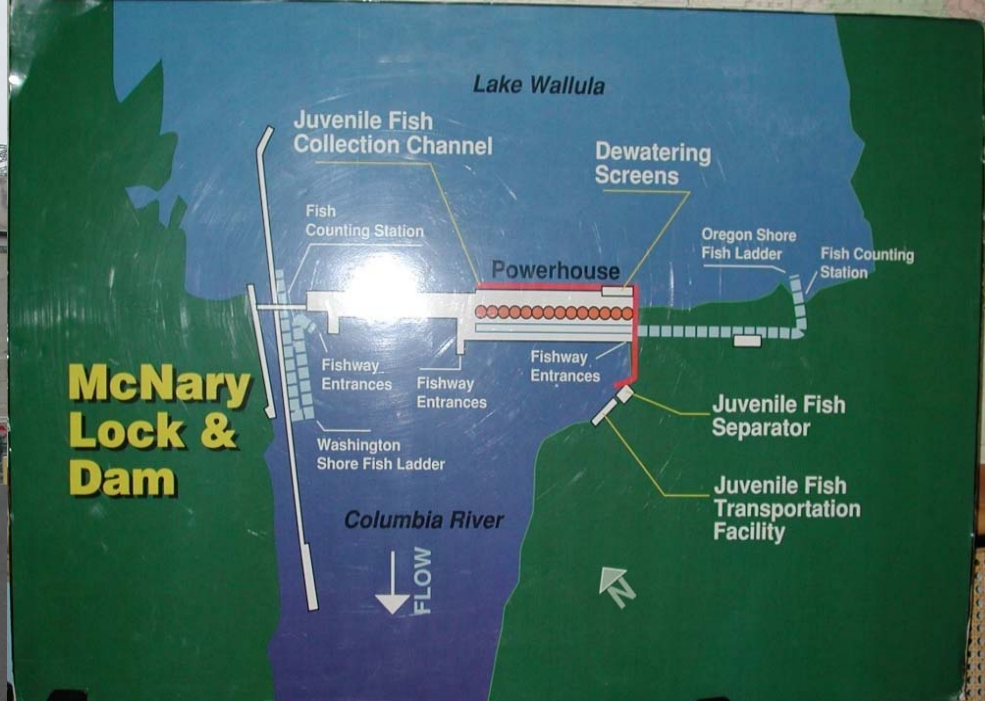 Lake Wallula
Juvenile Fish
Collection Channel
Dewatering
Screens
Fish
Counting Station
Oregon Shore
Fish Ladder
Fish Counting
Station
Powerhouse
Fishway
Entrances
Fishway
Entrances
Fishway
Entrances
McNary
Lock &
Dam
Juvenile Fish
Separator
Washington
Shore Fish Ladder
Juvenile Fish
Transportation
Facility
Columbia River
FLOW
N